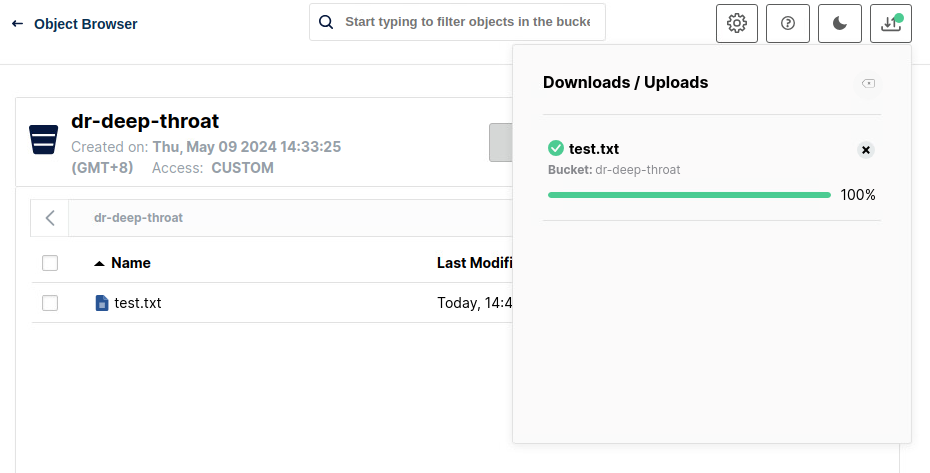 Object Browser
Start typing to filter objects in the bucke
Downloads / Uploads
dr-deep-throat
Created on: Thu, May 09 2024 14:33:25
(GMT+8) Access: CUSTOM
test.txt
Bucket: dr-deep-throat
100%
dr-deep-throat
Name
Last Modifi
test.txt
Today, 14:4